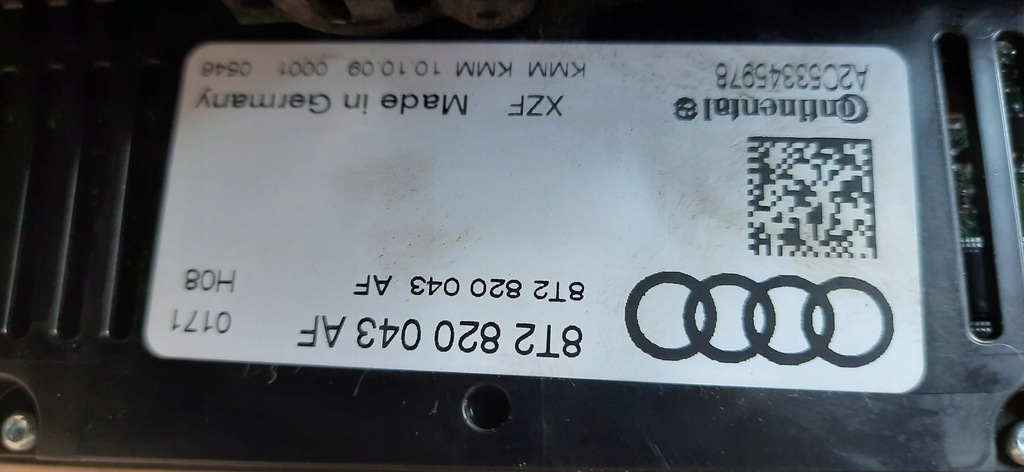 8T2 820 043 AF 0171
8T2 820 043 AF H08
Continental XZF Made in Germany
A2C53345978 KMM KMM 10.10.09 0001 0546